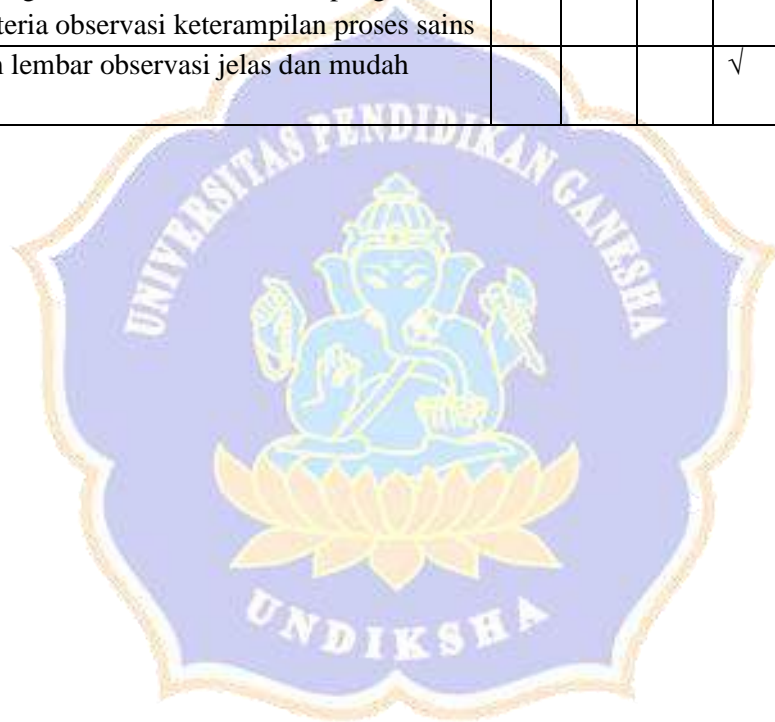 teria observasi keterampilan proses sains
lembar observasi jelas dan mudah √
UNIVERSITAS PENDIDIKAN GANESHA
UNDIKSHA